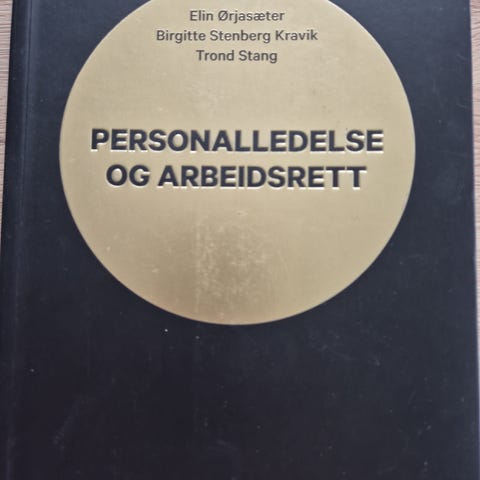 Elin Ørjasæter
Birgitte Stenberg Kravik
Trond Stang
PERSONALLEDELSE
OG ARBEIDSRETT